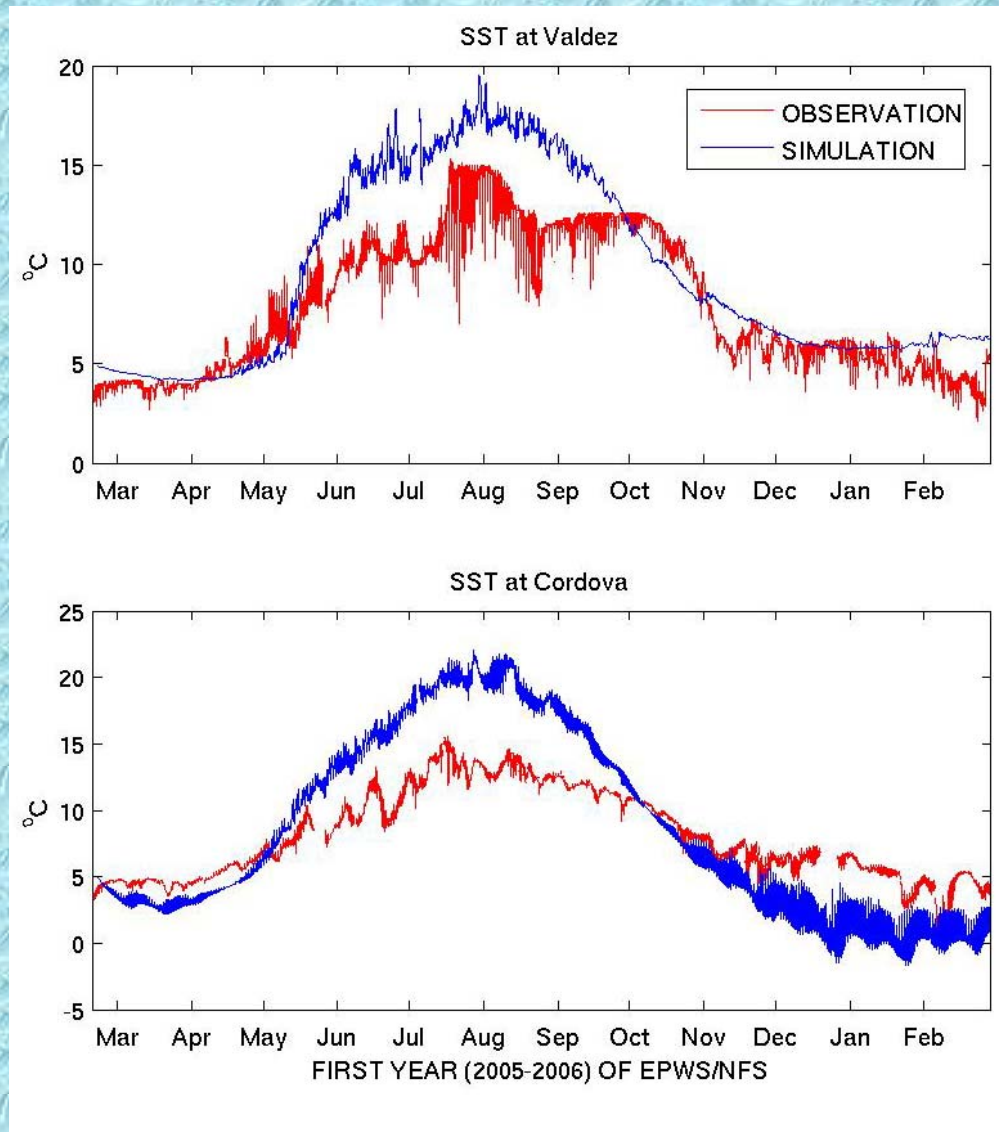 SST at Valdez
20
15
10
5
0
°C
OBSERVATION
SIMULATION
Mar Apr May Jun Jul Aug Sep Oct Nov Dec Jan Feb
SST at Cordova
25
20
15
10
5
0
-5
°C
Mar Apr May Jun Jul Aug Sep Oct Nov Dec Jan Feb
FIRST YEAR (2005-2006) OF EPWS/NFS